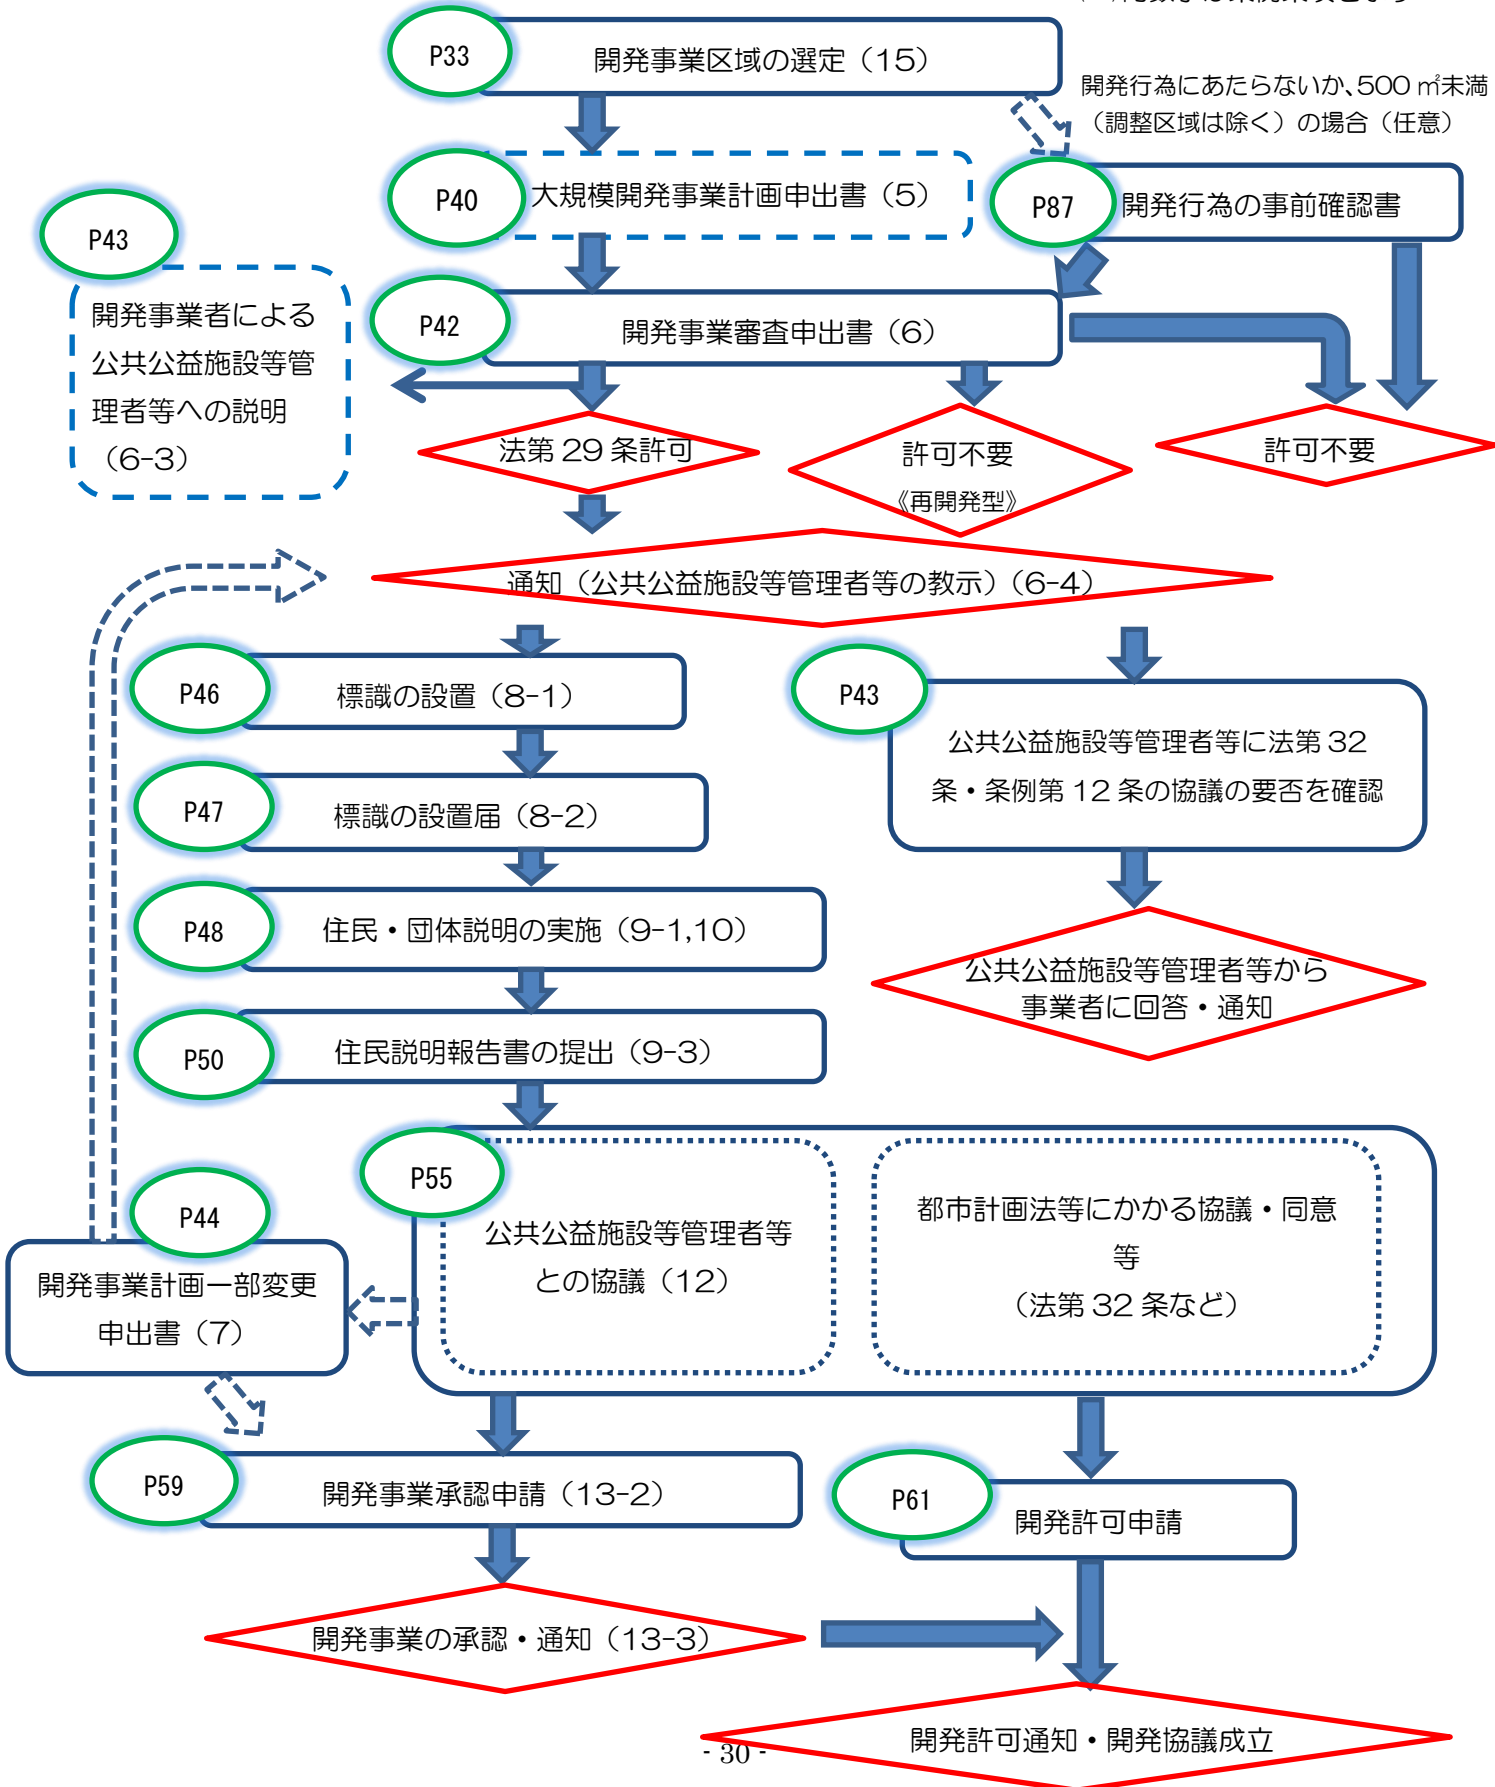 P33
開発事業区域の選定（15）
開発行為にあたらないか、500㎡未満
（調整区域は除く）の場合（任意）
P40
大規模開発事業計画申出書（5）
P87
開発行為の事前確認書
P43
開発事業者による
公共公益施設等管
理者等への説明
（6-3）
P42
開発事業審査申出書（6）
法第 29 条許可
許可不要
《再開発型》
許可不要
通知（公共公益施設等管理者等の教示）（6-4）
P46
標識の設置（8-1）
P43
公共公益施設等管理者等に法第 32
条・条例第 12 条の協議の要否を確認
P47
標識の設置届（8-2）
P48
住民・団体説明の実施（9-1,10）
公共公益施設等管理者等から
事業者に回答・通知
P50
住民説明報告書の提出（9-3）
P55
公共公益施設等管理者等
との協議（12）
都市計画法等にかかる協議・同意
等
（法第 32 条など）
P44
開発事業計画一部変更
申出書（7）
P59
開発事業承認申請（13-2）
P61
開発許可申請
開発事業の承認・通知（13-3）
開発許可通知・開発協議成立
- 30 -